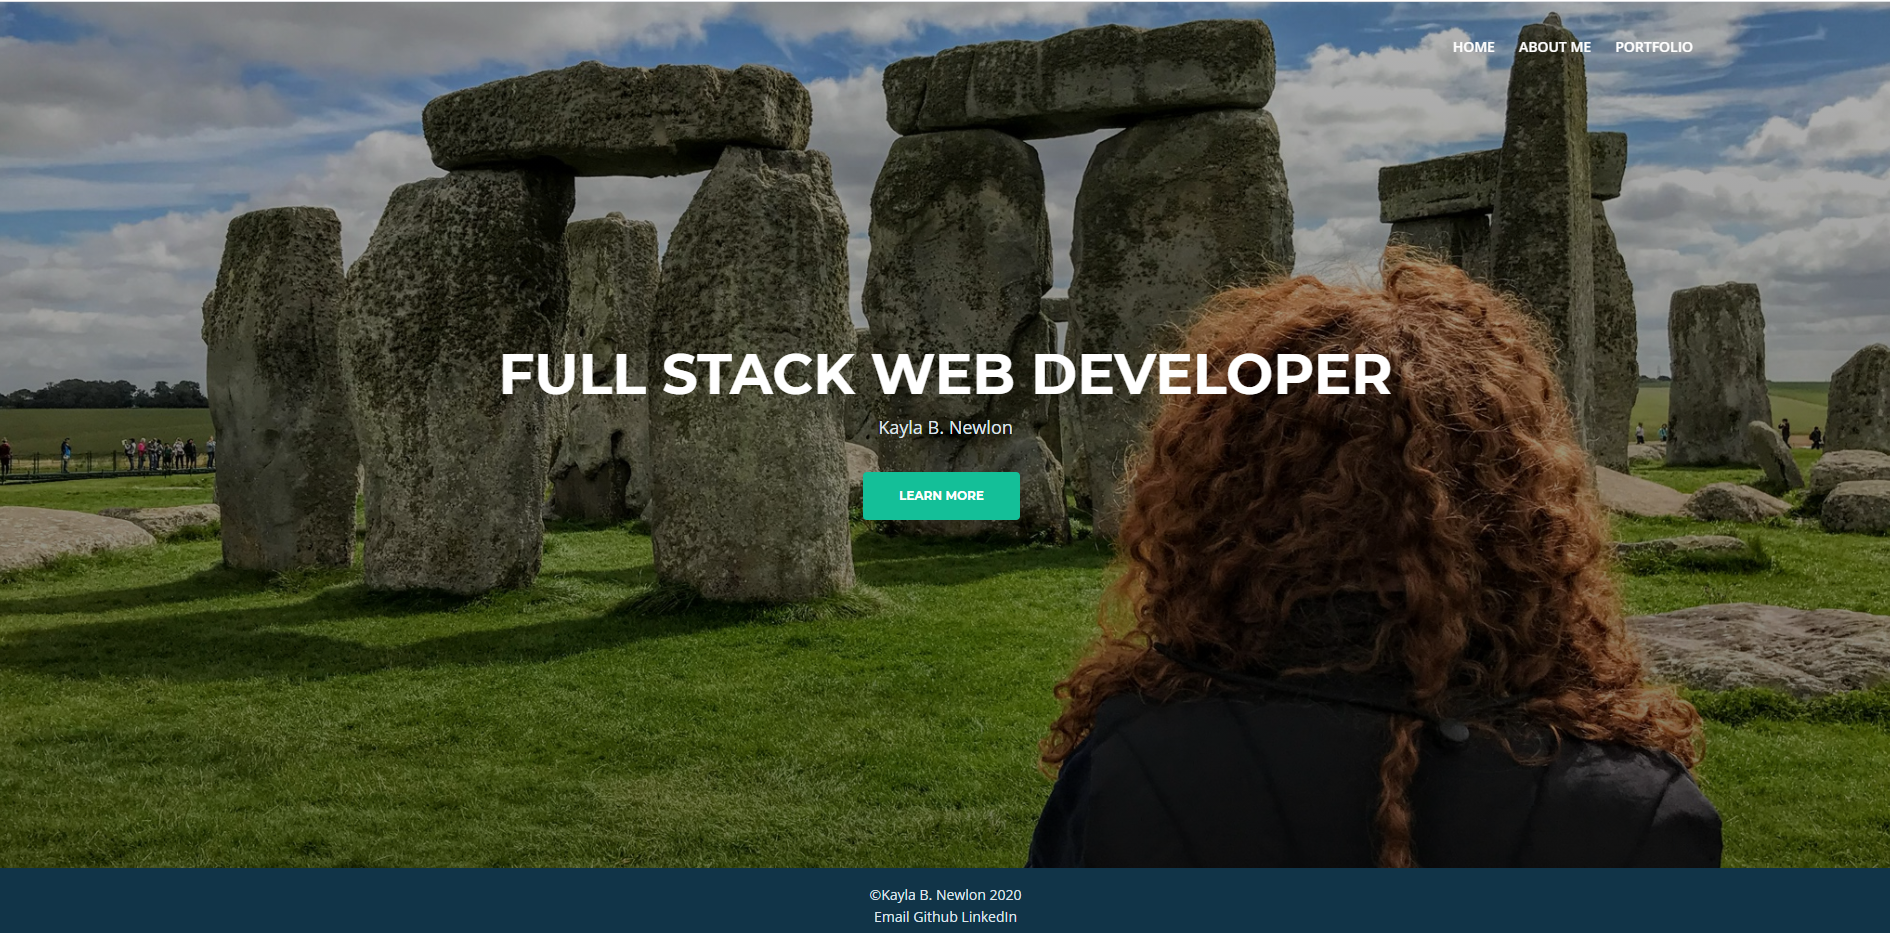 HOME ABOUT ME PORTFOLIO
FULL STACK WEB DEVELOPER
Kayla B. Newlon
LEARN MORE
©Kayla B. Newlon 2020
Email Github LinkedIn